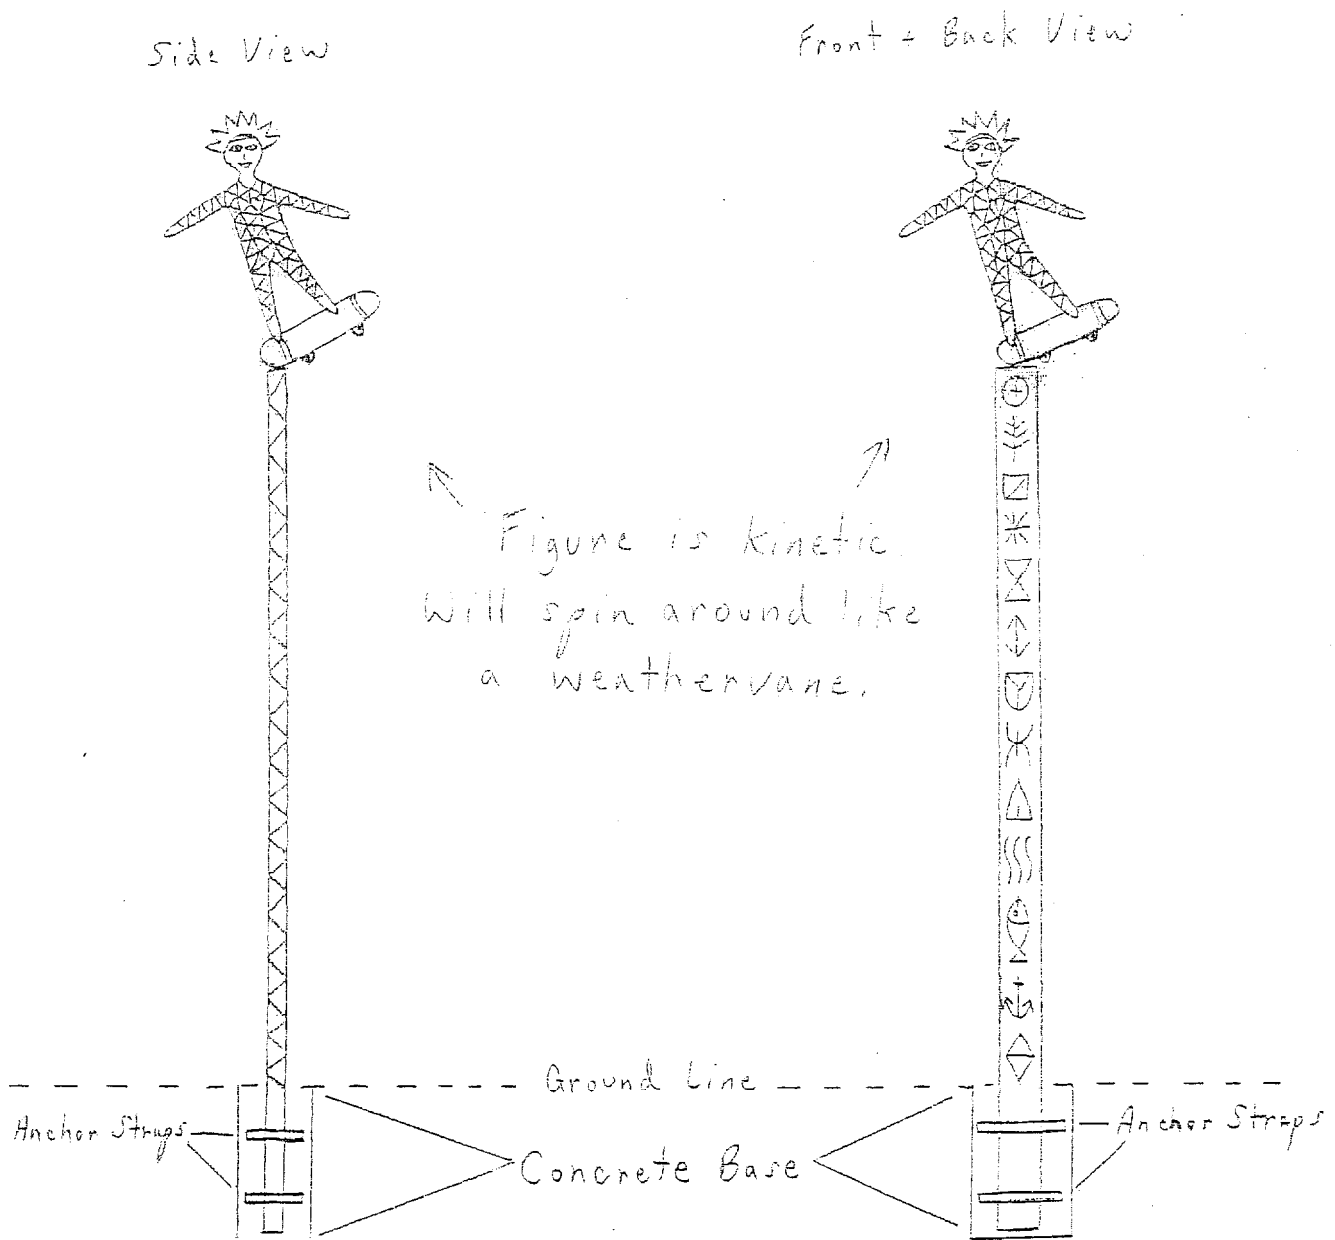 Side View
Front + Back View
Figure is kinetic.
Will spin around like
a weathervane.
Ground Line
Anchor Straps
Concrete Base
Anchor Straps